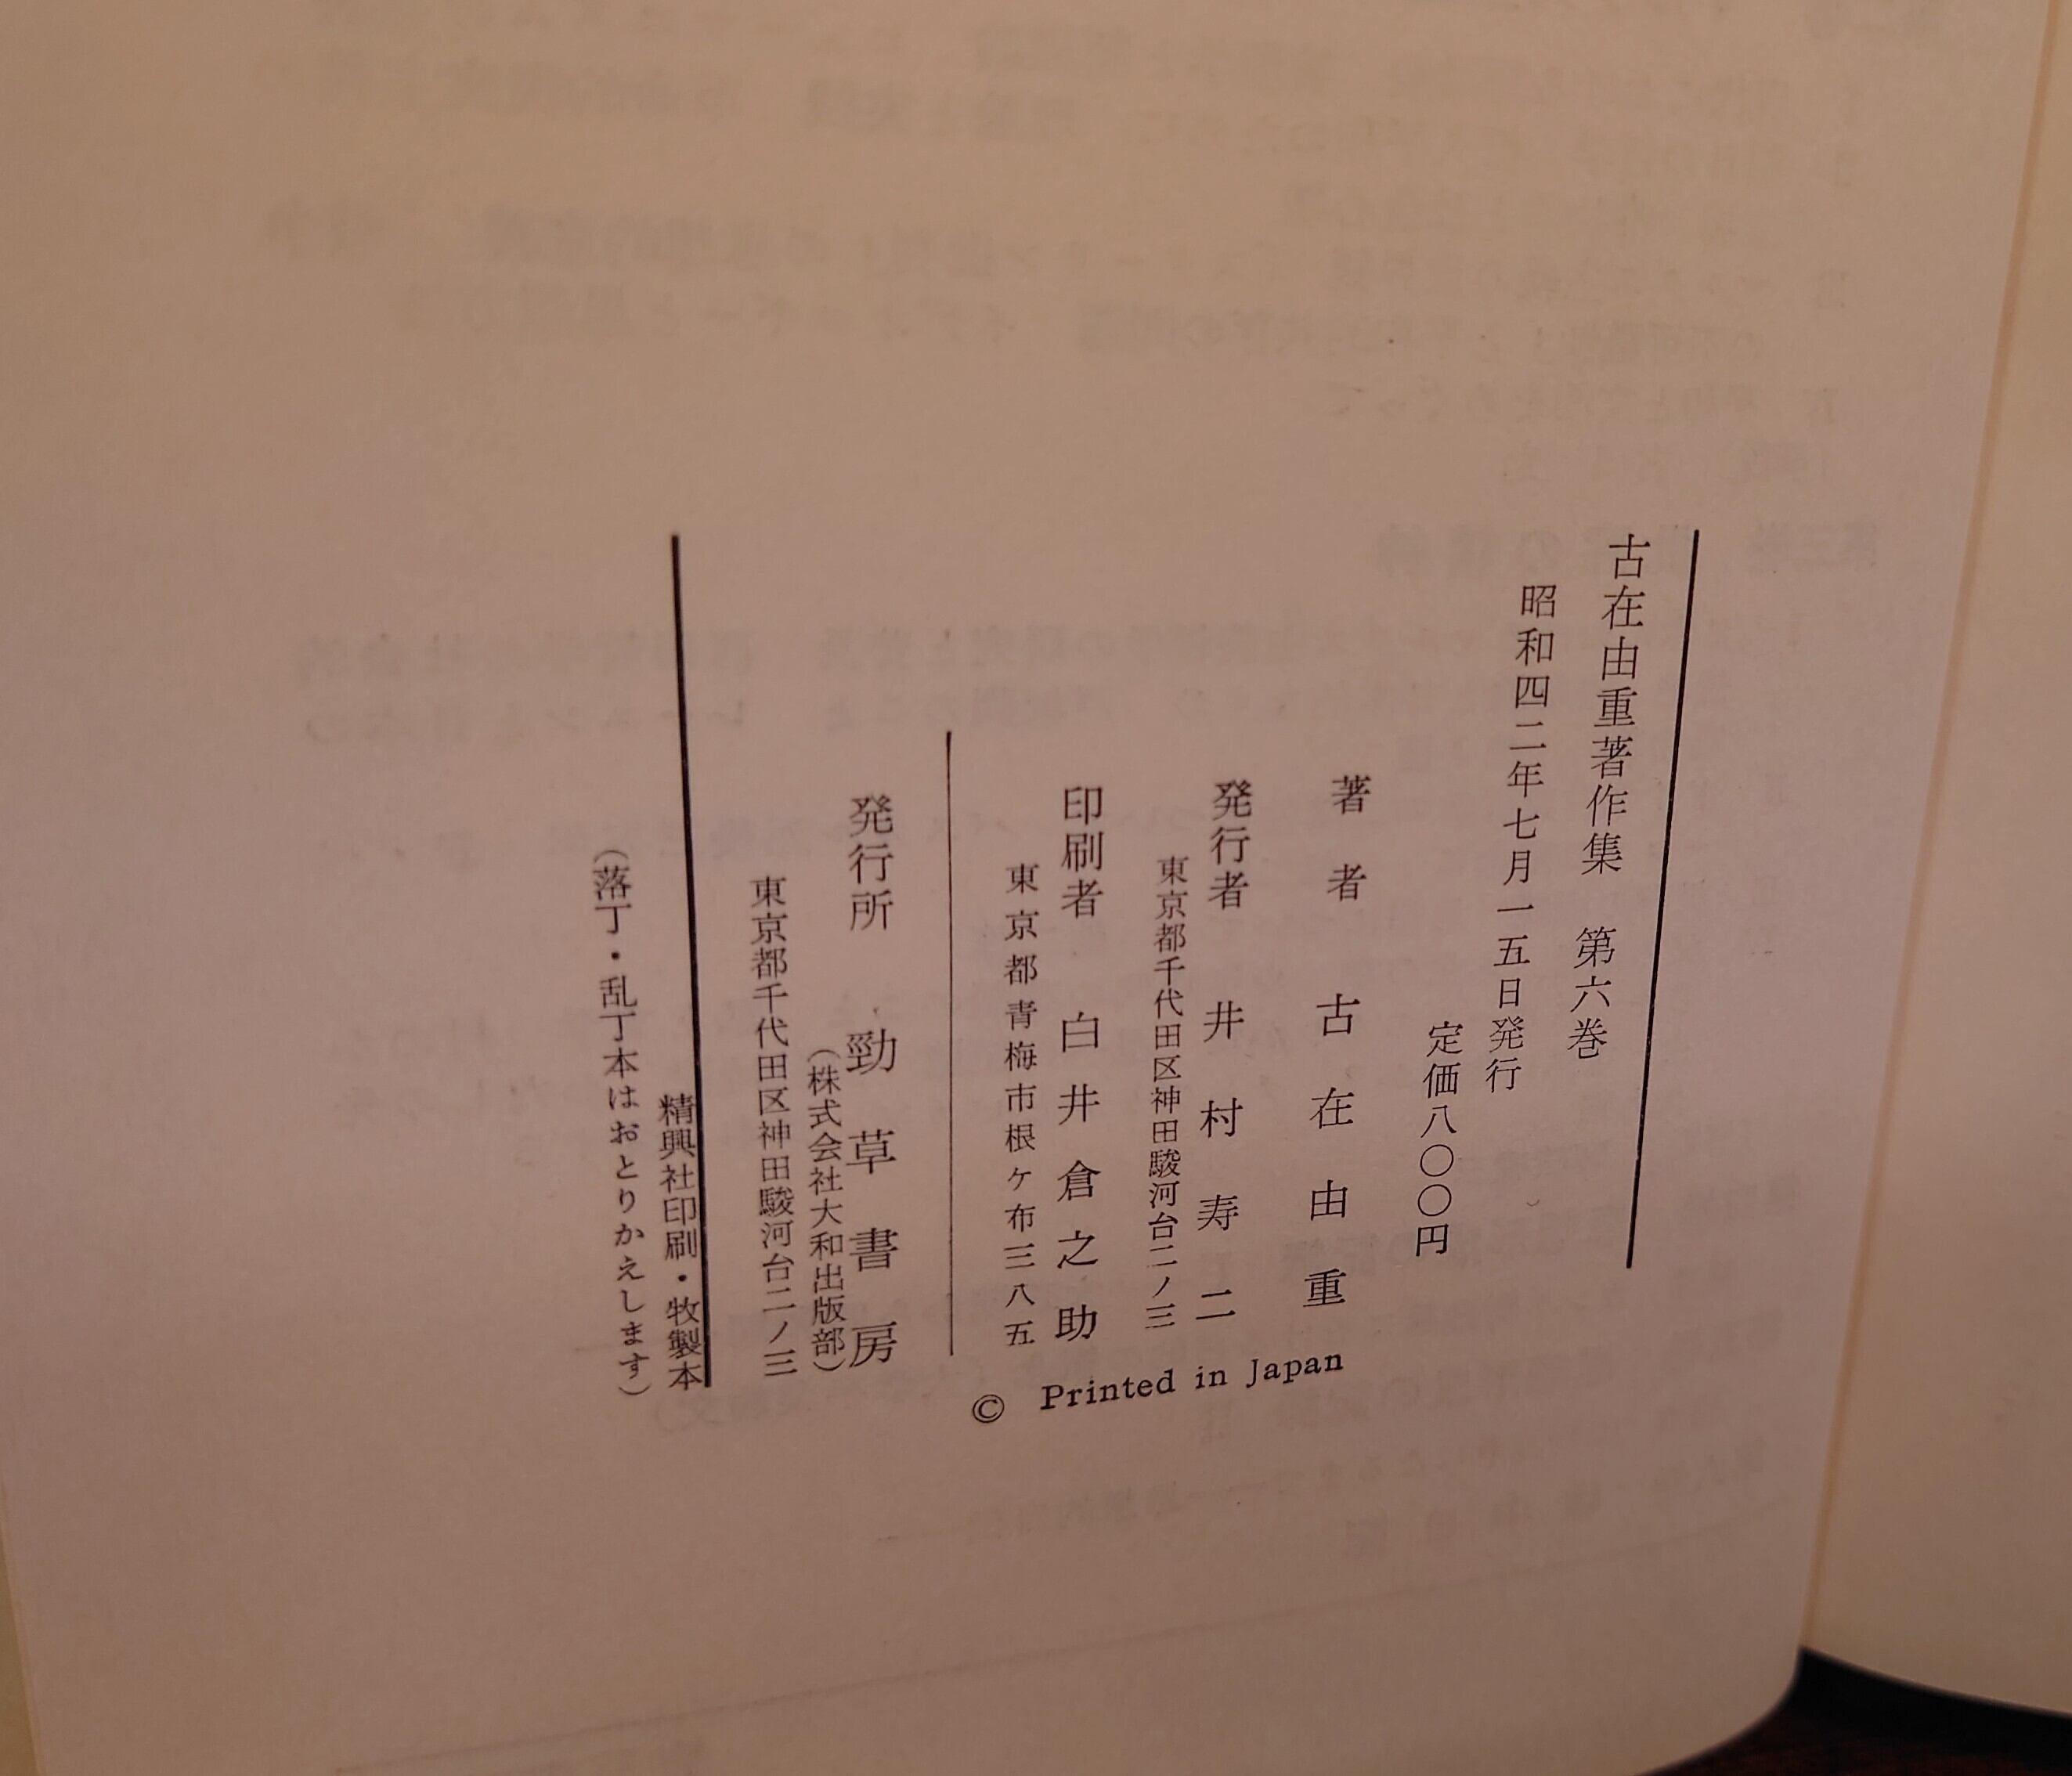 古在由重著作集　第六巻
昭和四二年七月一五日発行
定価八〇〇円
著者　古在由重
発行者　井村寿二
東京都千代田区神田駿河台二ノ三
印刷者　白井倉之助
東京都青梅市根ケ布三八五
© Printed in Japan
発行所　勁草書房
（株式会社大和出版部）
東京都千代田区神田駿河台二ノ三
精興社印刷・牧製本
（落丁・乱丁本はおとりかえします）